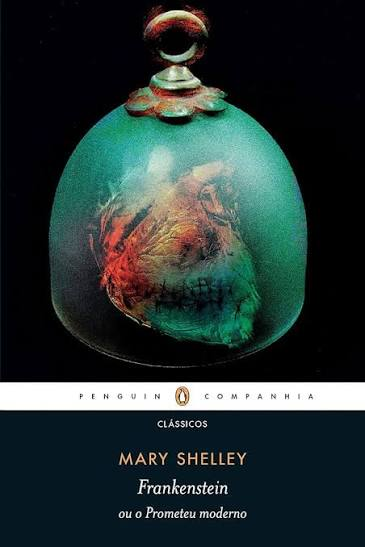 PENGUIN COMPANHIA
CLÁSSICOS
MARY SHELLEY
Frankenstein
ou o Prometeu moderno